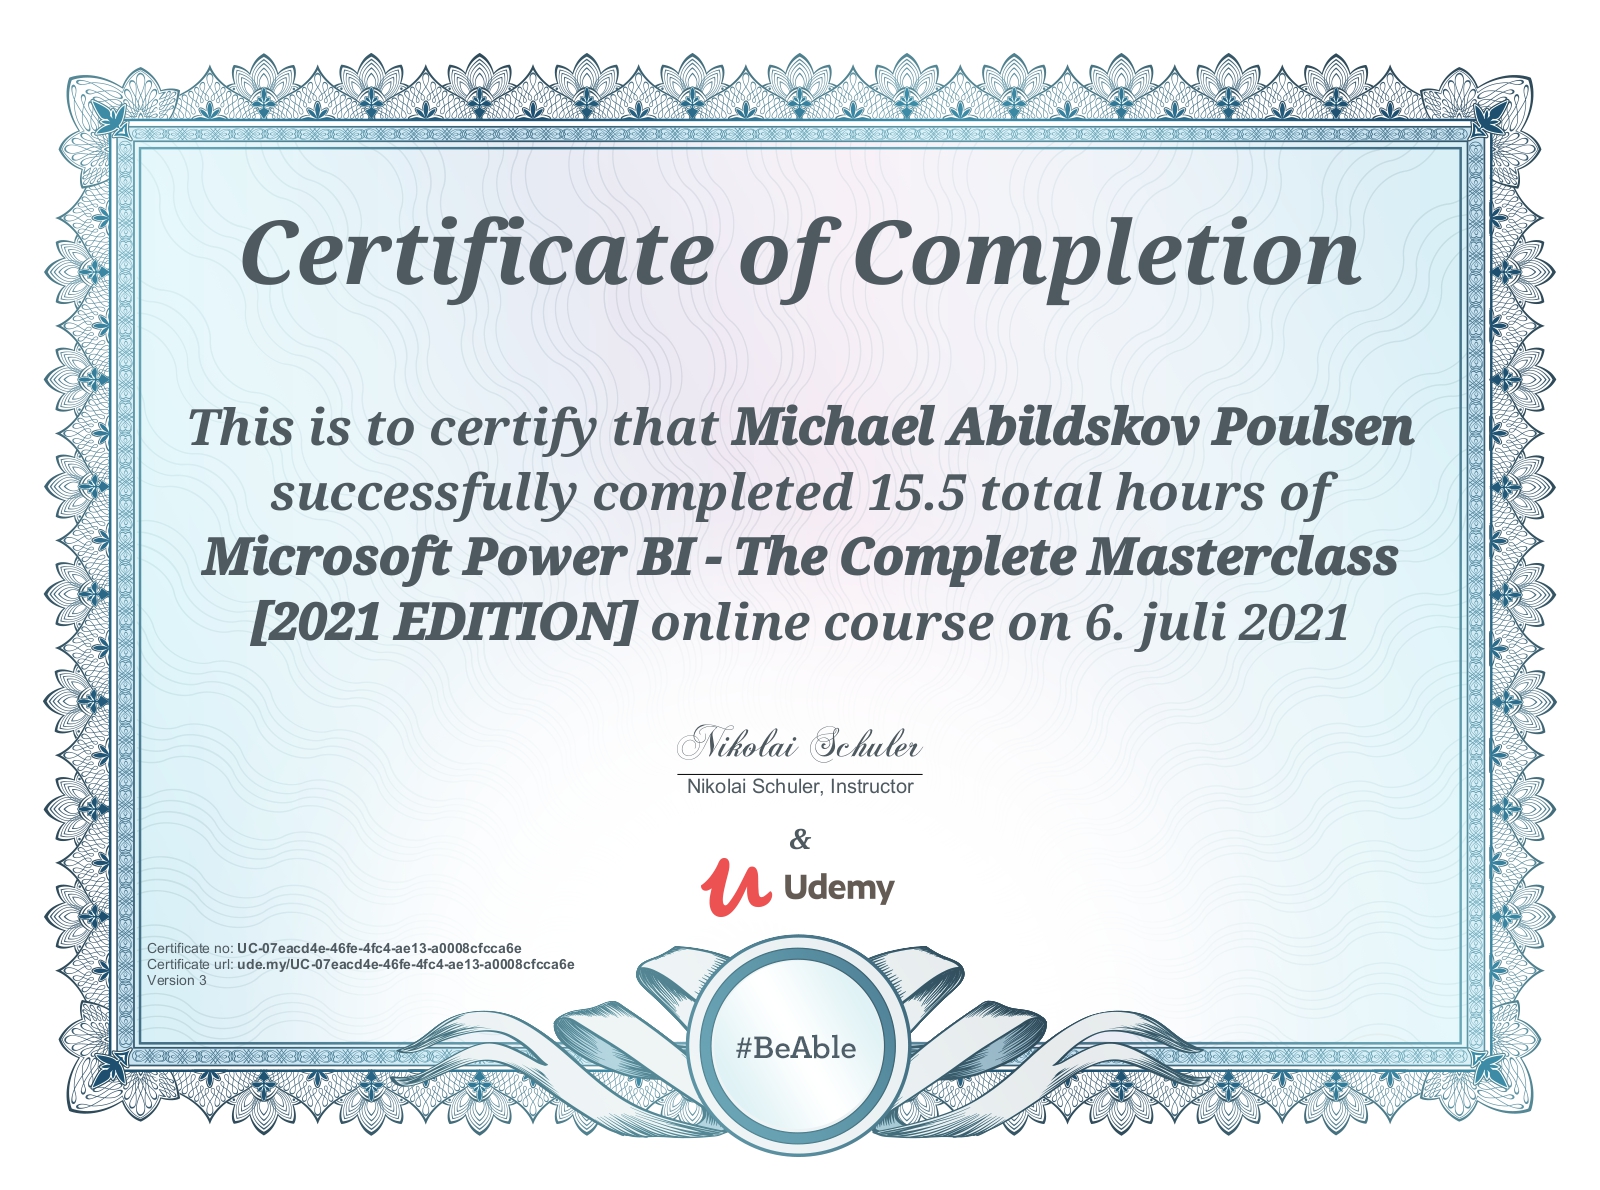 Certificate of Completion
This is to certify that Michael Abildskov Poulsen
successfully completed 15.5 total hours of
Microsoft Power BI - The Complete Masterclass
[2021 EDITION] online course on 6. juli 2021
Nikolai Schuler
Nikolai Schuler, Instructor
&
Udemy
Certificate no: UC-07eacd4e-46fe-4fc4-ae13-a0008cfcca6e
Certificate url: ude.my/UC-07eacd4e-46fe-4fc4-ae13-a0008cfcca6e
Version 3
#BeAble